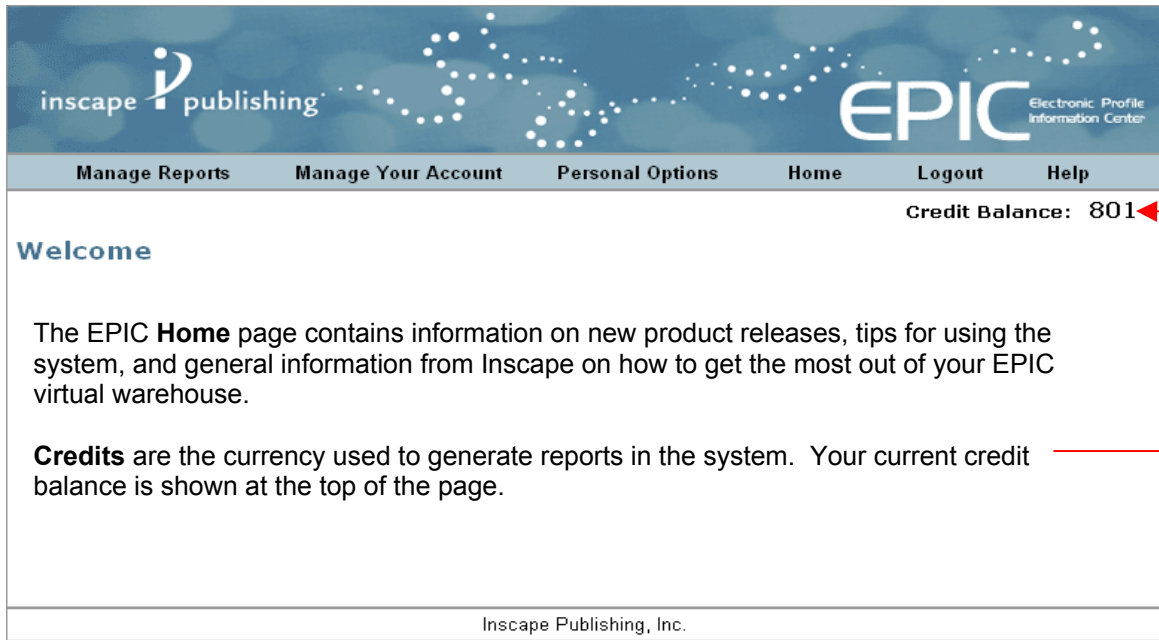 inscape publishing
EPIC Electronic Profile
Information Center
Manage Reports Manage Your Account Personal Options Home Logout Help
Credit Balance: 801
Welcome
The EPIC Home page contains information on new product releases, tips for using the
system, and general information from Inscape on how to get the most out of your EPIC
virtual warehouse.
Credits are the currency used to generate reports in the system. Your current credit
balance is shown at the top of the page.
Inscape Publishing, Inc.